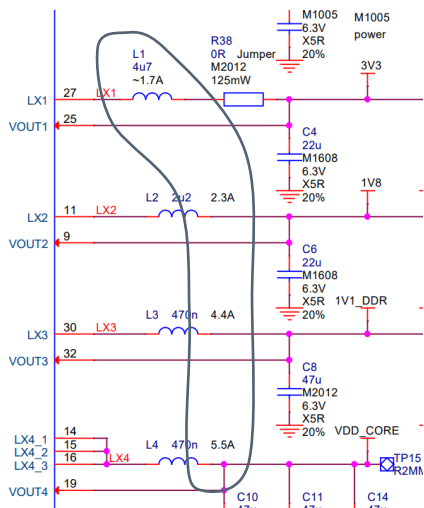 M1005 M1005
6.3V power
X5R
20%
L1 R38 3V3
4u7 0R Jumper
~1.7A M2012
125mW
LX1 27 LX1
VOUT1 25
C4
22u
M1608
6.3V
X5R
20%
L2 2u2 2.3A 1V8
LX2 11 LX2
VOUT2 9
C6
22u
M1608
6.3V
X5R
20%
L3 470n 4.4A 1V1_DDR
LX3 30 LX3
VOUT3 32
C8
47u
M2012
6.3V
X5R
20%
LX4_1 14
LX4_2 15
LX4_3 16 LX4
L4 470n 5.5A VDD_CORE
TP15
R2MM
VOUT4 19
C10 C11 C14
47u 47u 47u